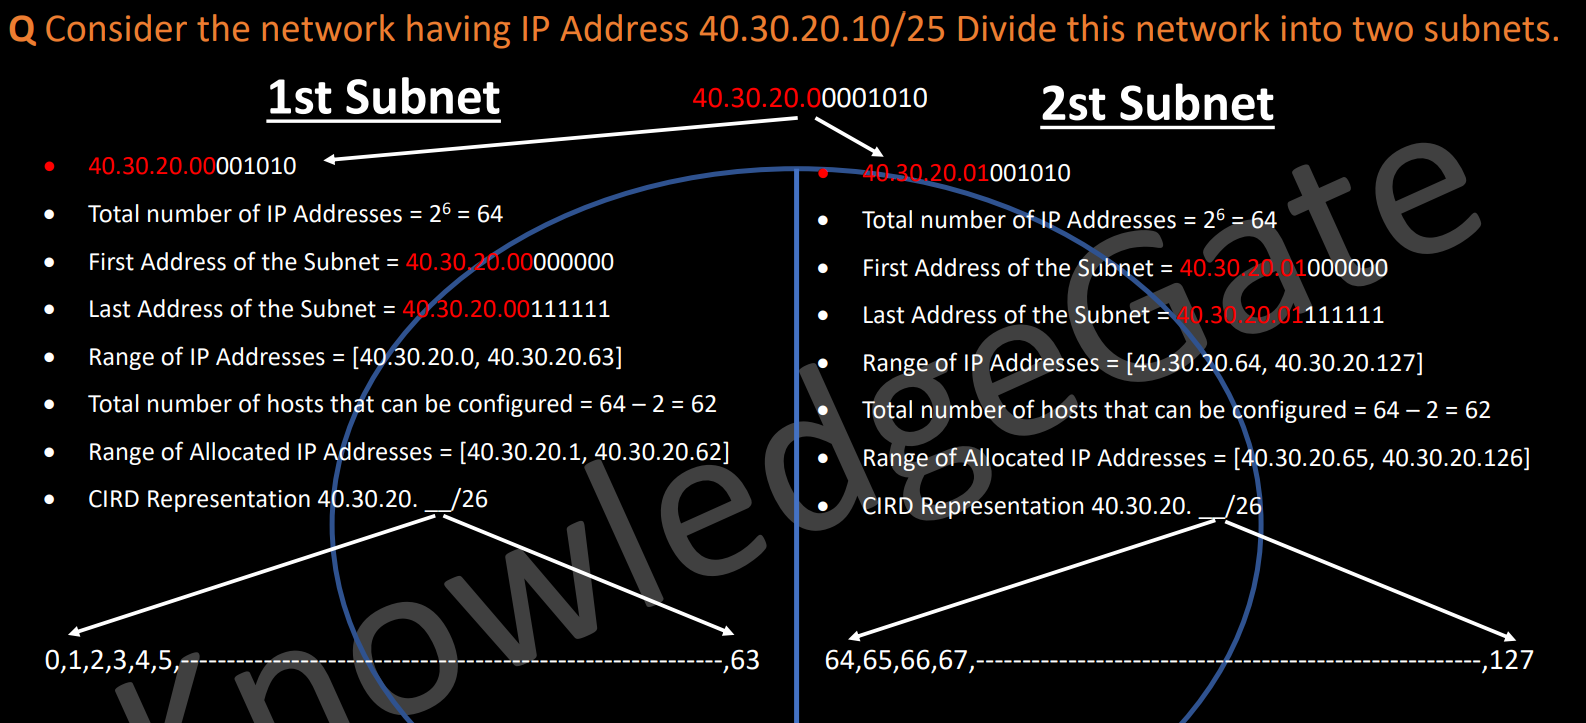 Q Consider the network having IP Address 40.30.20.10/25 Divide this network into two subnets.
1st Subnet
40.30.20.00001010
2st Subnet
• 40.30.20.00001010
• Total number of IP Addresses = 2⁶ = 64
• First Address of the Subnet = 40.30.20.00000000
• Last Address of the Subnet = 40.30.20.00111111
• Range of IP Addresses = [40.30.20.0, 40.30.20.63]
• Total number of hosts that can be configured = 64 – 2 = 62
• Range of Allocated IP Addresses = [40.30.20.1, 40.30.20.62]
• CIRD Representation 40.30.20. __/26
0,1,2,3,4,5,----------------------------------------------------------,63
• 40.30.20.01001010
• Total number of IP Addresses = 2⁶ = 64
• First Address of the Subnet = 40.30.20.01000000
• Last Address of the Subnet = 40.30.20.01111111
• Range of IP Addresses = [40.30.20.64, 40.30.20.127]
• Total number of hosts that can be configured = 64 – 2 = 62
• Range of Allocated IP Addresses = [40.30.20.65, 40.30.20.126]
• CIRD Representation 40.30.20. __/26
64,65,66,67,------------------------------------------------------,127
KnowledgeGate